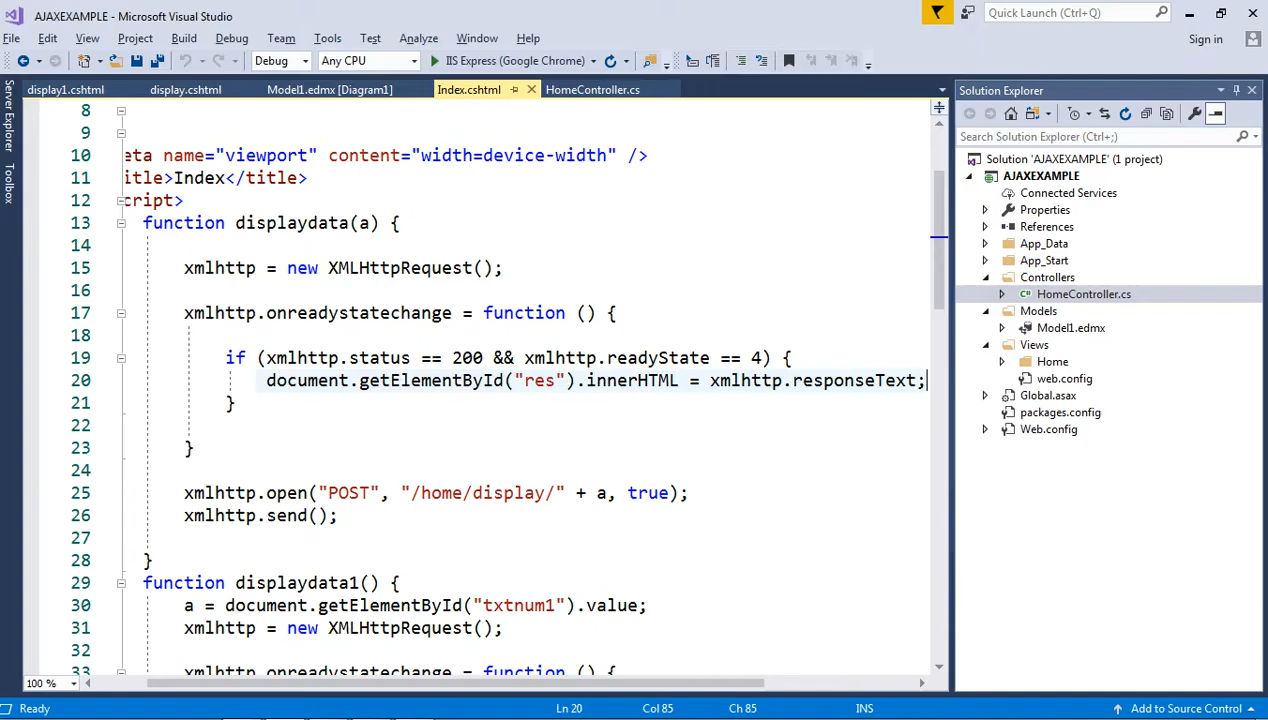 AJAXEXAMPLE - Microsoft Visual Studio
Quick Launch (Ctrl+Q)
File Edit View Project Build Debug Team Tools Test Analyze Window Help
Sign in
Debug Any CPU IIS Express (Google Chrome)
display1.cshtml display.cshtml Model1.edmx [Diagram1] Index.cshtml HomeController.cs
Server Explorer
Toolbox
8
9
10 eta name="viewport" content="width=device-width" />
11 itle>Index</title>
12 cript>
13 function displaydata(a) {
14
15 xmlhttp = new XMLHttpRequest();
16
17 xmlhttp.onreadystatechange = function () {
18
19 if (xmlhttp.status == 200 && xmlhttp.readyState == 4) {
20 document.getElementById("res").innerHTML = xmlhttp.responseText;
21 }
22
23 }
24
25 xmlhttp.open("POST", "/home/display/" + a, true);
26 xmlhttp.send();
27
28 }
29 function displaydata1() {
30 a = document.getElementById("txtnum1").value;
31 xmlhttp = new XMLHttpRequest();
32
33 xmlhttp.onreadystatechange = function () {
100 %
Solution Explorer
Search Solution Explorer (Ctrl+;)
Solution 'AJAXEXAMPLE' (1 project)
AJAXEXAMPLE
Connected Services
Properties
References
App_Data
App_Start
Controllers
C# HomeController.cs
Models
Model1.edmx
Views
Home
web.config
Global.asax
packages.config
Web.config
Ready Ln 20 Col 85 Ch 85 INS Add to Source Control